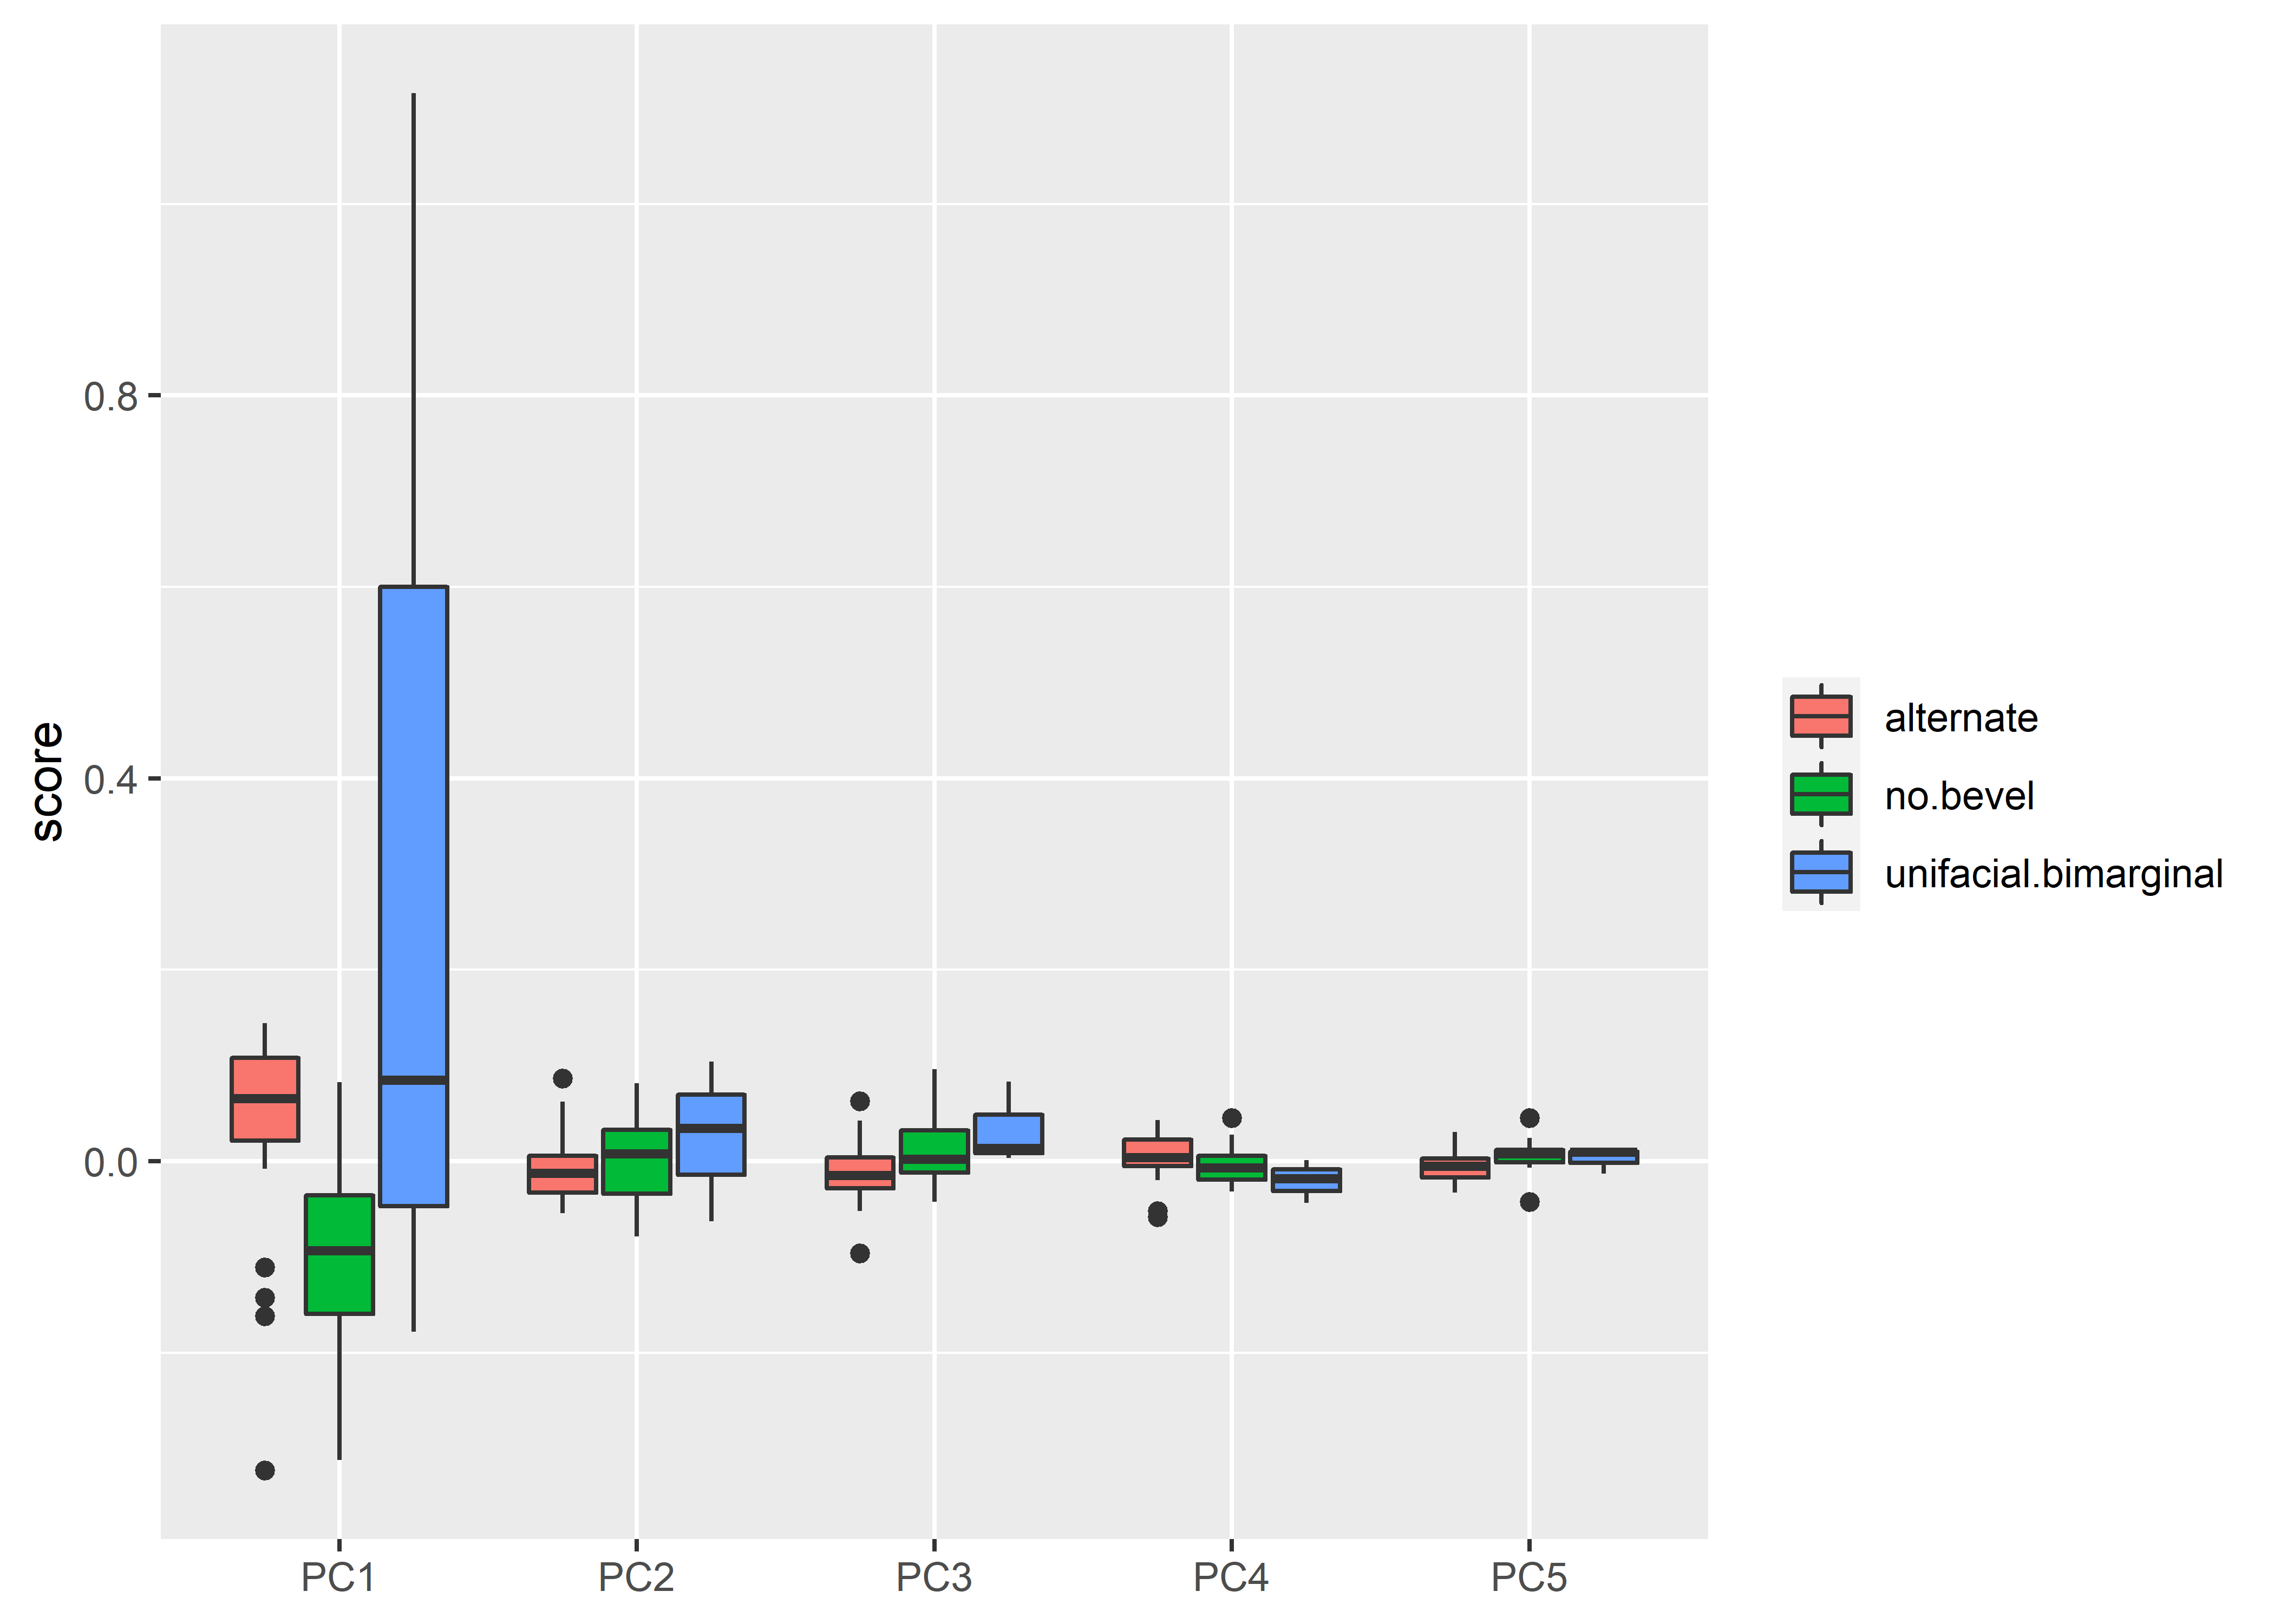 score
0.8
0.4
0.0
PC1 PC2 PC3 PC4 PC5
alternate
no.bevel
unifacial.bimarginal